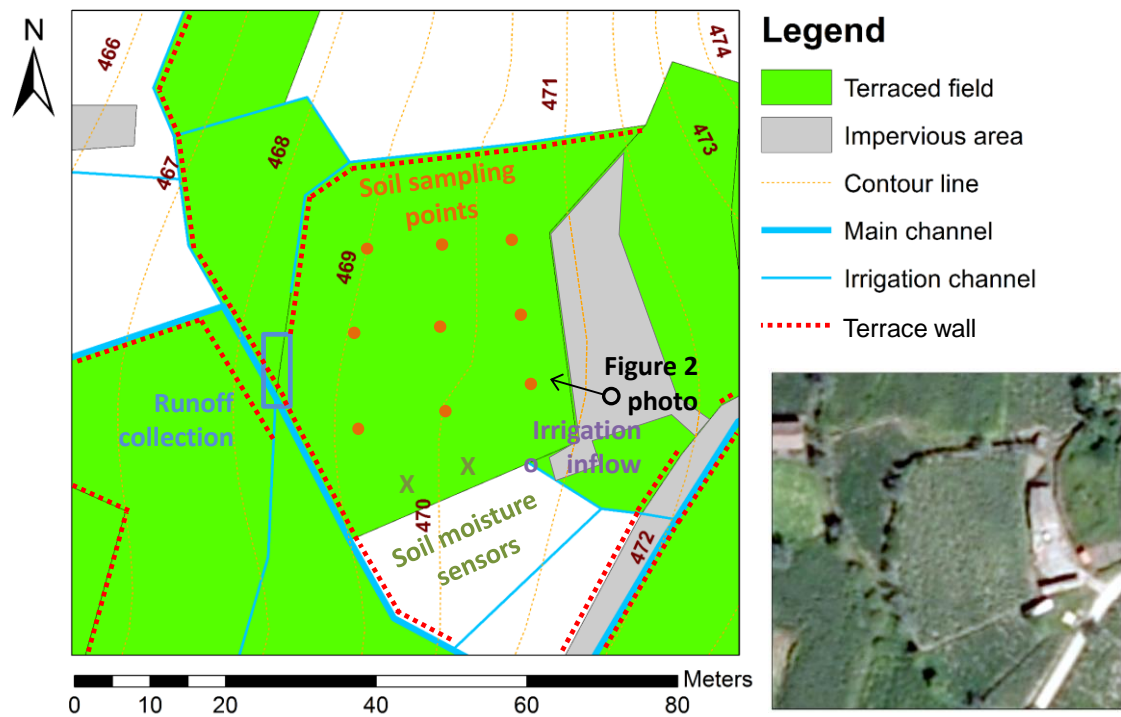 N
466
474
471
473
468
467
Soil sampling
points
469
Figure 2
photo
Runoff
collection
Irrigation
o inflow
X
X
470
Soil moisture
sensors
472
0 10 20 40 60 80
Meters
Legend
Terraced field
Impervious area
Contour line
Main channel
Irrigation channel
Terrace wall